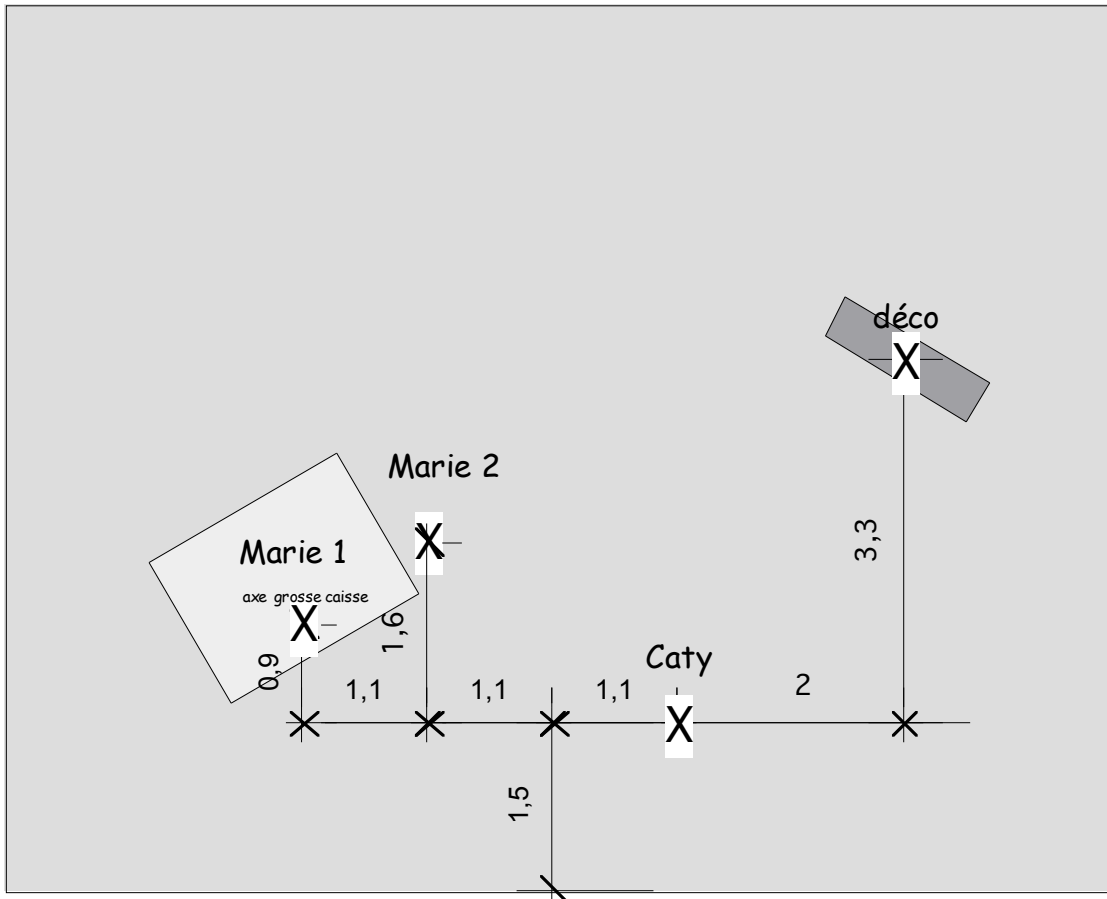 déco
X
3,3
Marie 2
X
Marie 1
axe grosse caisse
X
1,6
0,9
Caty
1,1
1,1
1,1
2
X
1,5